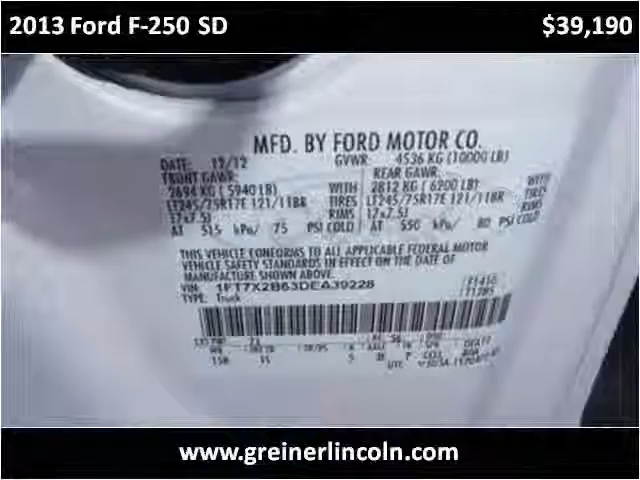 2013 Ford F-250 SD $39,190
MFD. BY FORD MOTOR CO.
DATE: 12/12 GVWR: 4536 KG (10000 LB)
FRONT GAWR: REAR GAWR:
2694 KG (5940 LB) WITH 2812 KG (6200 LB) WITH
LT245/75R17E 121/118R TIRES LT245/75R17E 121/118R TIRES
17x7.5J RIMS 17x7.5J RIMS
AT 515 kPa/ 75 PSI COLD AT 550 kPa/ 80 PSI COLD
THIS VEHICLE CONFORMS TO ALL APPLICABLE FEDERAL MOTOR
VEHICLE SAFETY STANDARDS IN EFFECT ON THE DATE OF
MANUFACTURE SHOWN ABOVE.
VIN: 1FT7X2B63DEA39228
TYPE: Truck
158
UTC
www.greinerlincoln.com